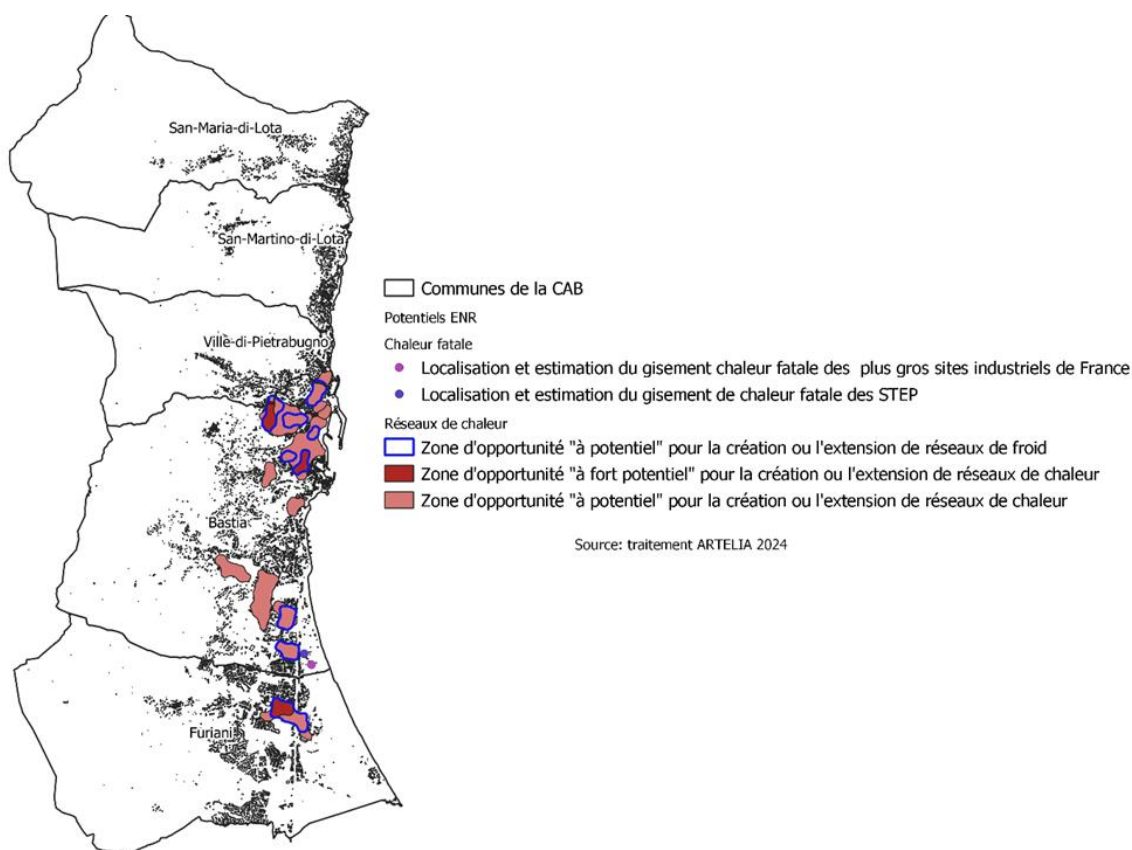 San-Maria-di-Lota
San-Martino-di-Lota
Ville-di-Pietrabugno
Bastia
Furiani
Communes de la CAB
Potentiels ENR
Chaleur fatale
Localisation et estimation du gisement chaleur fatale des plus gros sites industriels de France
Localisation et estimation du gisement de chaleur fatale des STEP
Réseaux de chaleur
Zone d'opportunité "à potentiel" pour la création ou l'extension de réseaux de froid
Zone d'opportunité "à fort potentiel" pour la création ou l'extension de réseaux de chaleur
Zone d'opportunité "à potentiel" pour la création ou l'extension de réseaux de chaleur
Source: traitement ARTELIA 2024